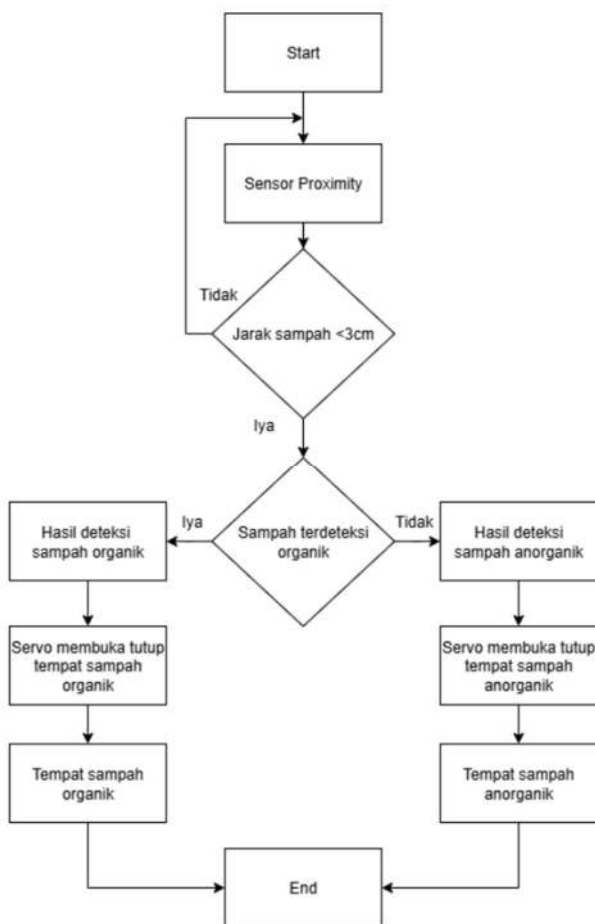 Start
Sensor Proximity
Tidak
Jarak sampah <3cm
Iya
Iya
Sampah terdeteksi
organik
Tidak
Hasil deteksi
sampah organik
Hasil deteksi
sampah anorganik
Servo membuka tutup
tempat sampah
organik
Servo membuka tutup
tempat sampah
anorganik
Tempat sampah
organik
Tempat sampah
anorganik
End